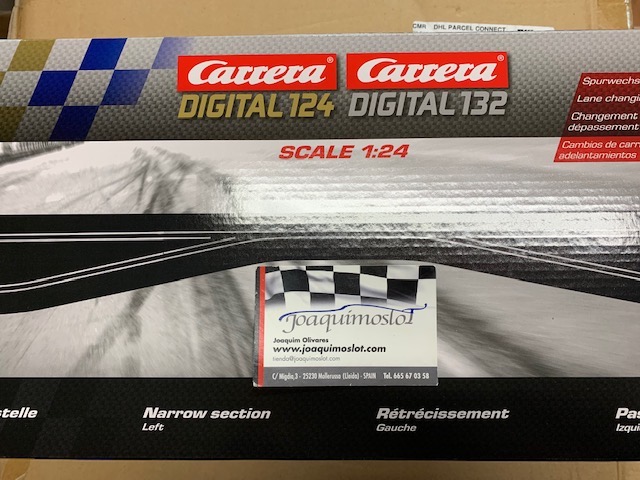 DHL PARCEL CONNECT
Carrera®
DIGITAL 124
Carrera®
DIGITAL 132
SCALE 1:24
Spurwechs
Lane changi
Changement
dépassement
Cambios de carr
adelantamientos
Joaquimoslot
Joaquim Olivares
www.joaquimoslot.com
tienda@joaquimoslot.com
C/ Migdia,3 - 25230 Mollerussa (Lleida) - SPAIN Tel. 665 67 03 58
stelle
Narrow section
Left
Rétrécissement
Gauche
Pas
Izquie